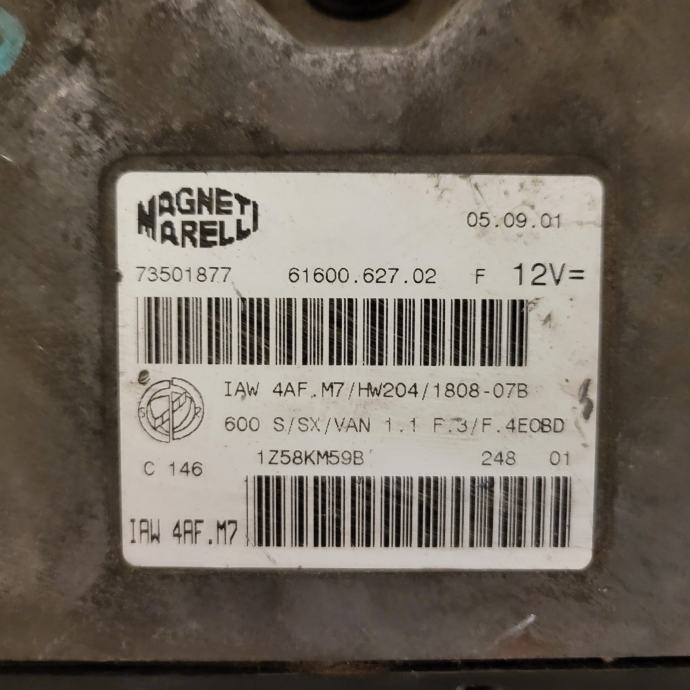 MAGNETI
MARELLI
05.09.01
73501877 61600.627.02 F 12V=
IAW 4AF.M7/HW204/1808-07B
600 S/SX/VAN 1.1 F.3/F.4EOBD
1Z58KM59B 248 01
C 146
IAW 4AF.M7